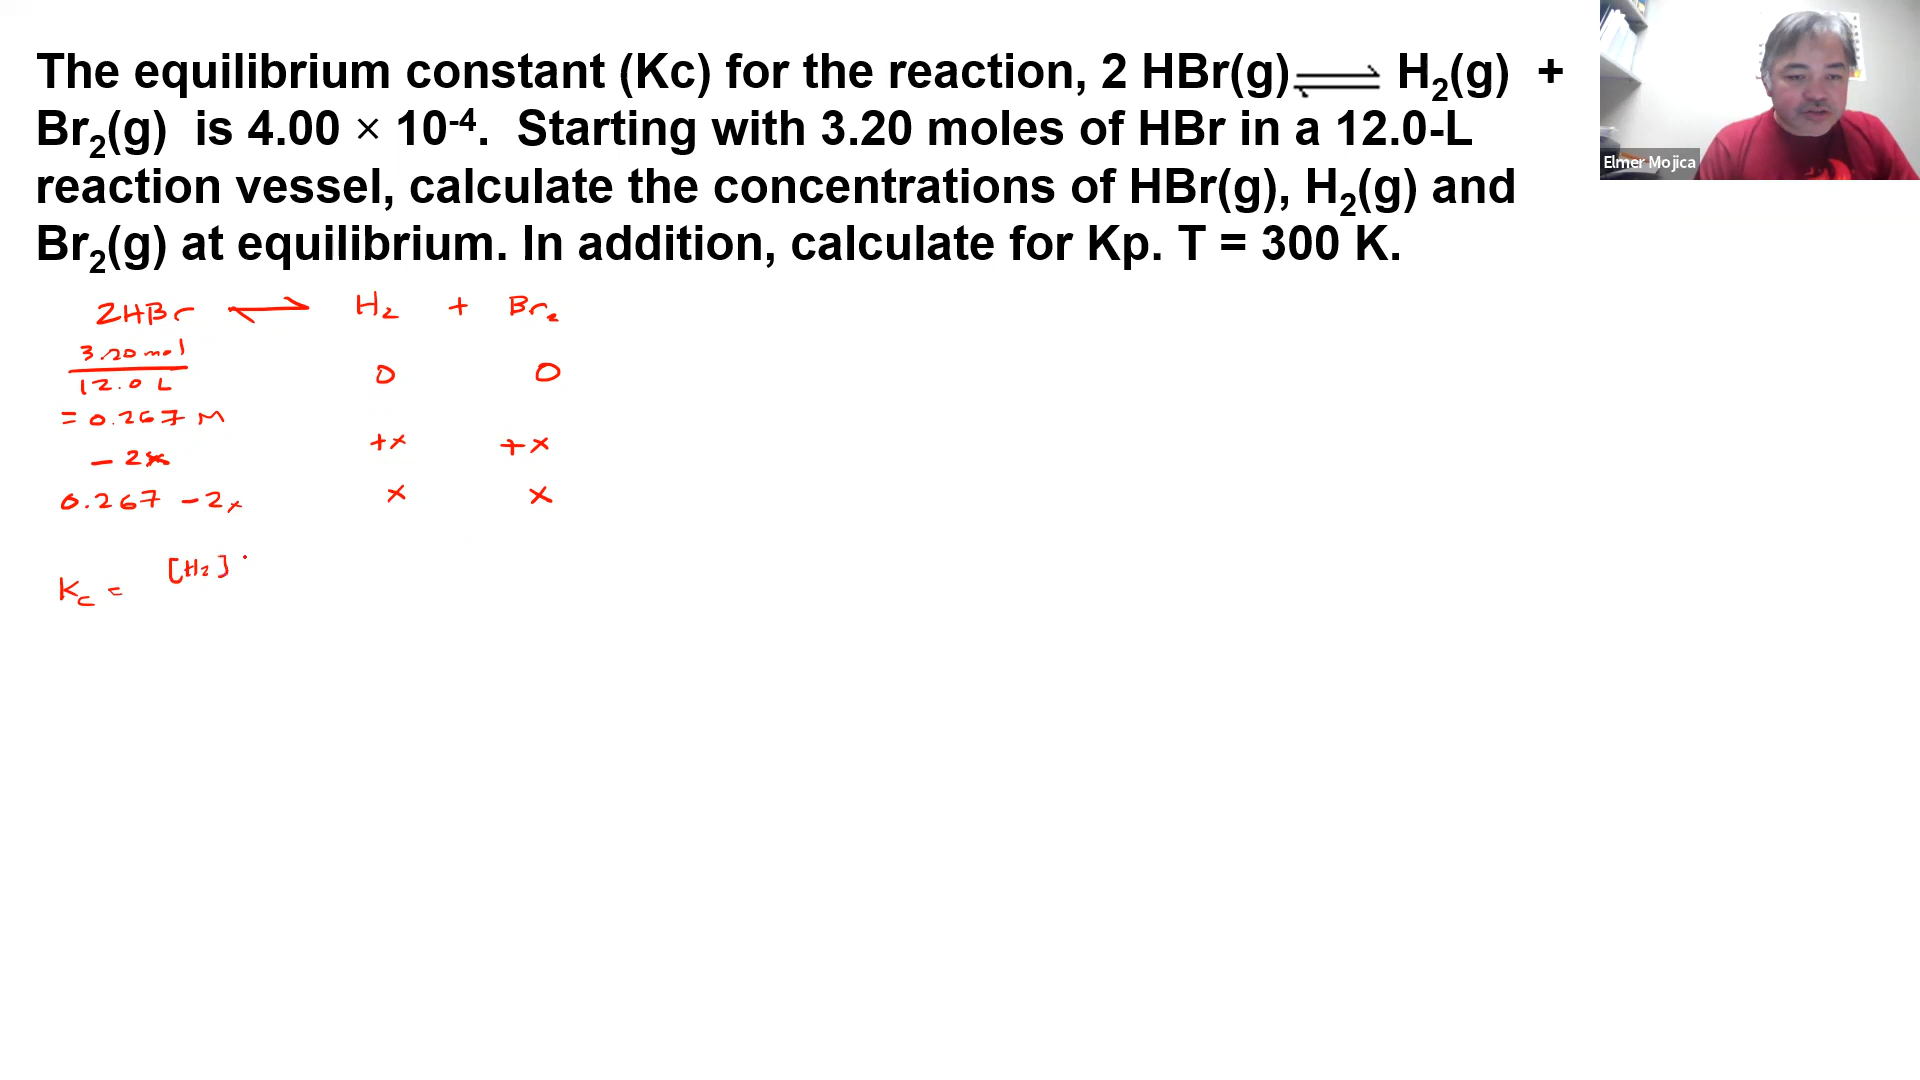 The equilibrium constant (Kc) for the reaction, 2 HBr(g) ⇌ H₂(g) +
Br₂(g) is 4.00 × 10⁻⁴. Starting with 3.20 moles of HBr in a 12.0-L
reaction vessel, calculate the concentrations of HBr(g), H₂(g) and
Br₂(g) at equilibrium. In addition, calculate for Kp. T = 300 K.
Elmer Mojica
2HBr ⇌ H₂ + Br₂
3.20 mol
12.0 L
0 0
= 0.267 M
- 2x +x +x
0.267 - 2x x x
Kc = [H₂]